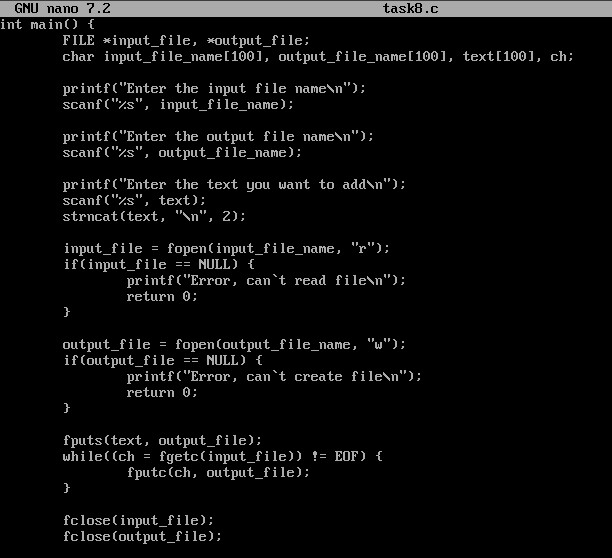 GNU nano 7.2 task8.c
int main() {
FILE *input_file, *output_file;
char input_file_name[100], output_file_name[100], text[100], ch;
printf("Enter the input file name\n");
scanf("%s", input_file_name);
printf("Enter the output file name\n");
scanf("%s", output_file_name);
printf("Enter the text you want to add\n");
scanf("%s", text);
strncat(text, "\n", 2);
input_file = fopen(input_file_name, "r");
if(input_file == NULL) {
printf("Error, can`t read file\n");
return 0;
}
output_file = fopen(output_file_name, "w");
if(output_file == NULL) {
printf("Error, can`t create file\n");
return 0;
}
fputs(text, output_file);
while((ch = fgetc(input_file)) != EOF) {
fputc(ch, output_file);
}
fclose(input_file);
fclose(output_file);